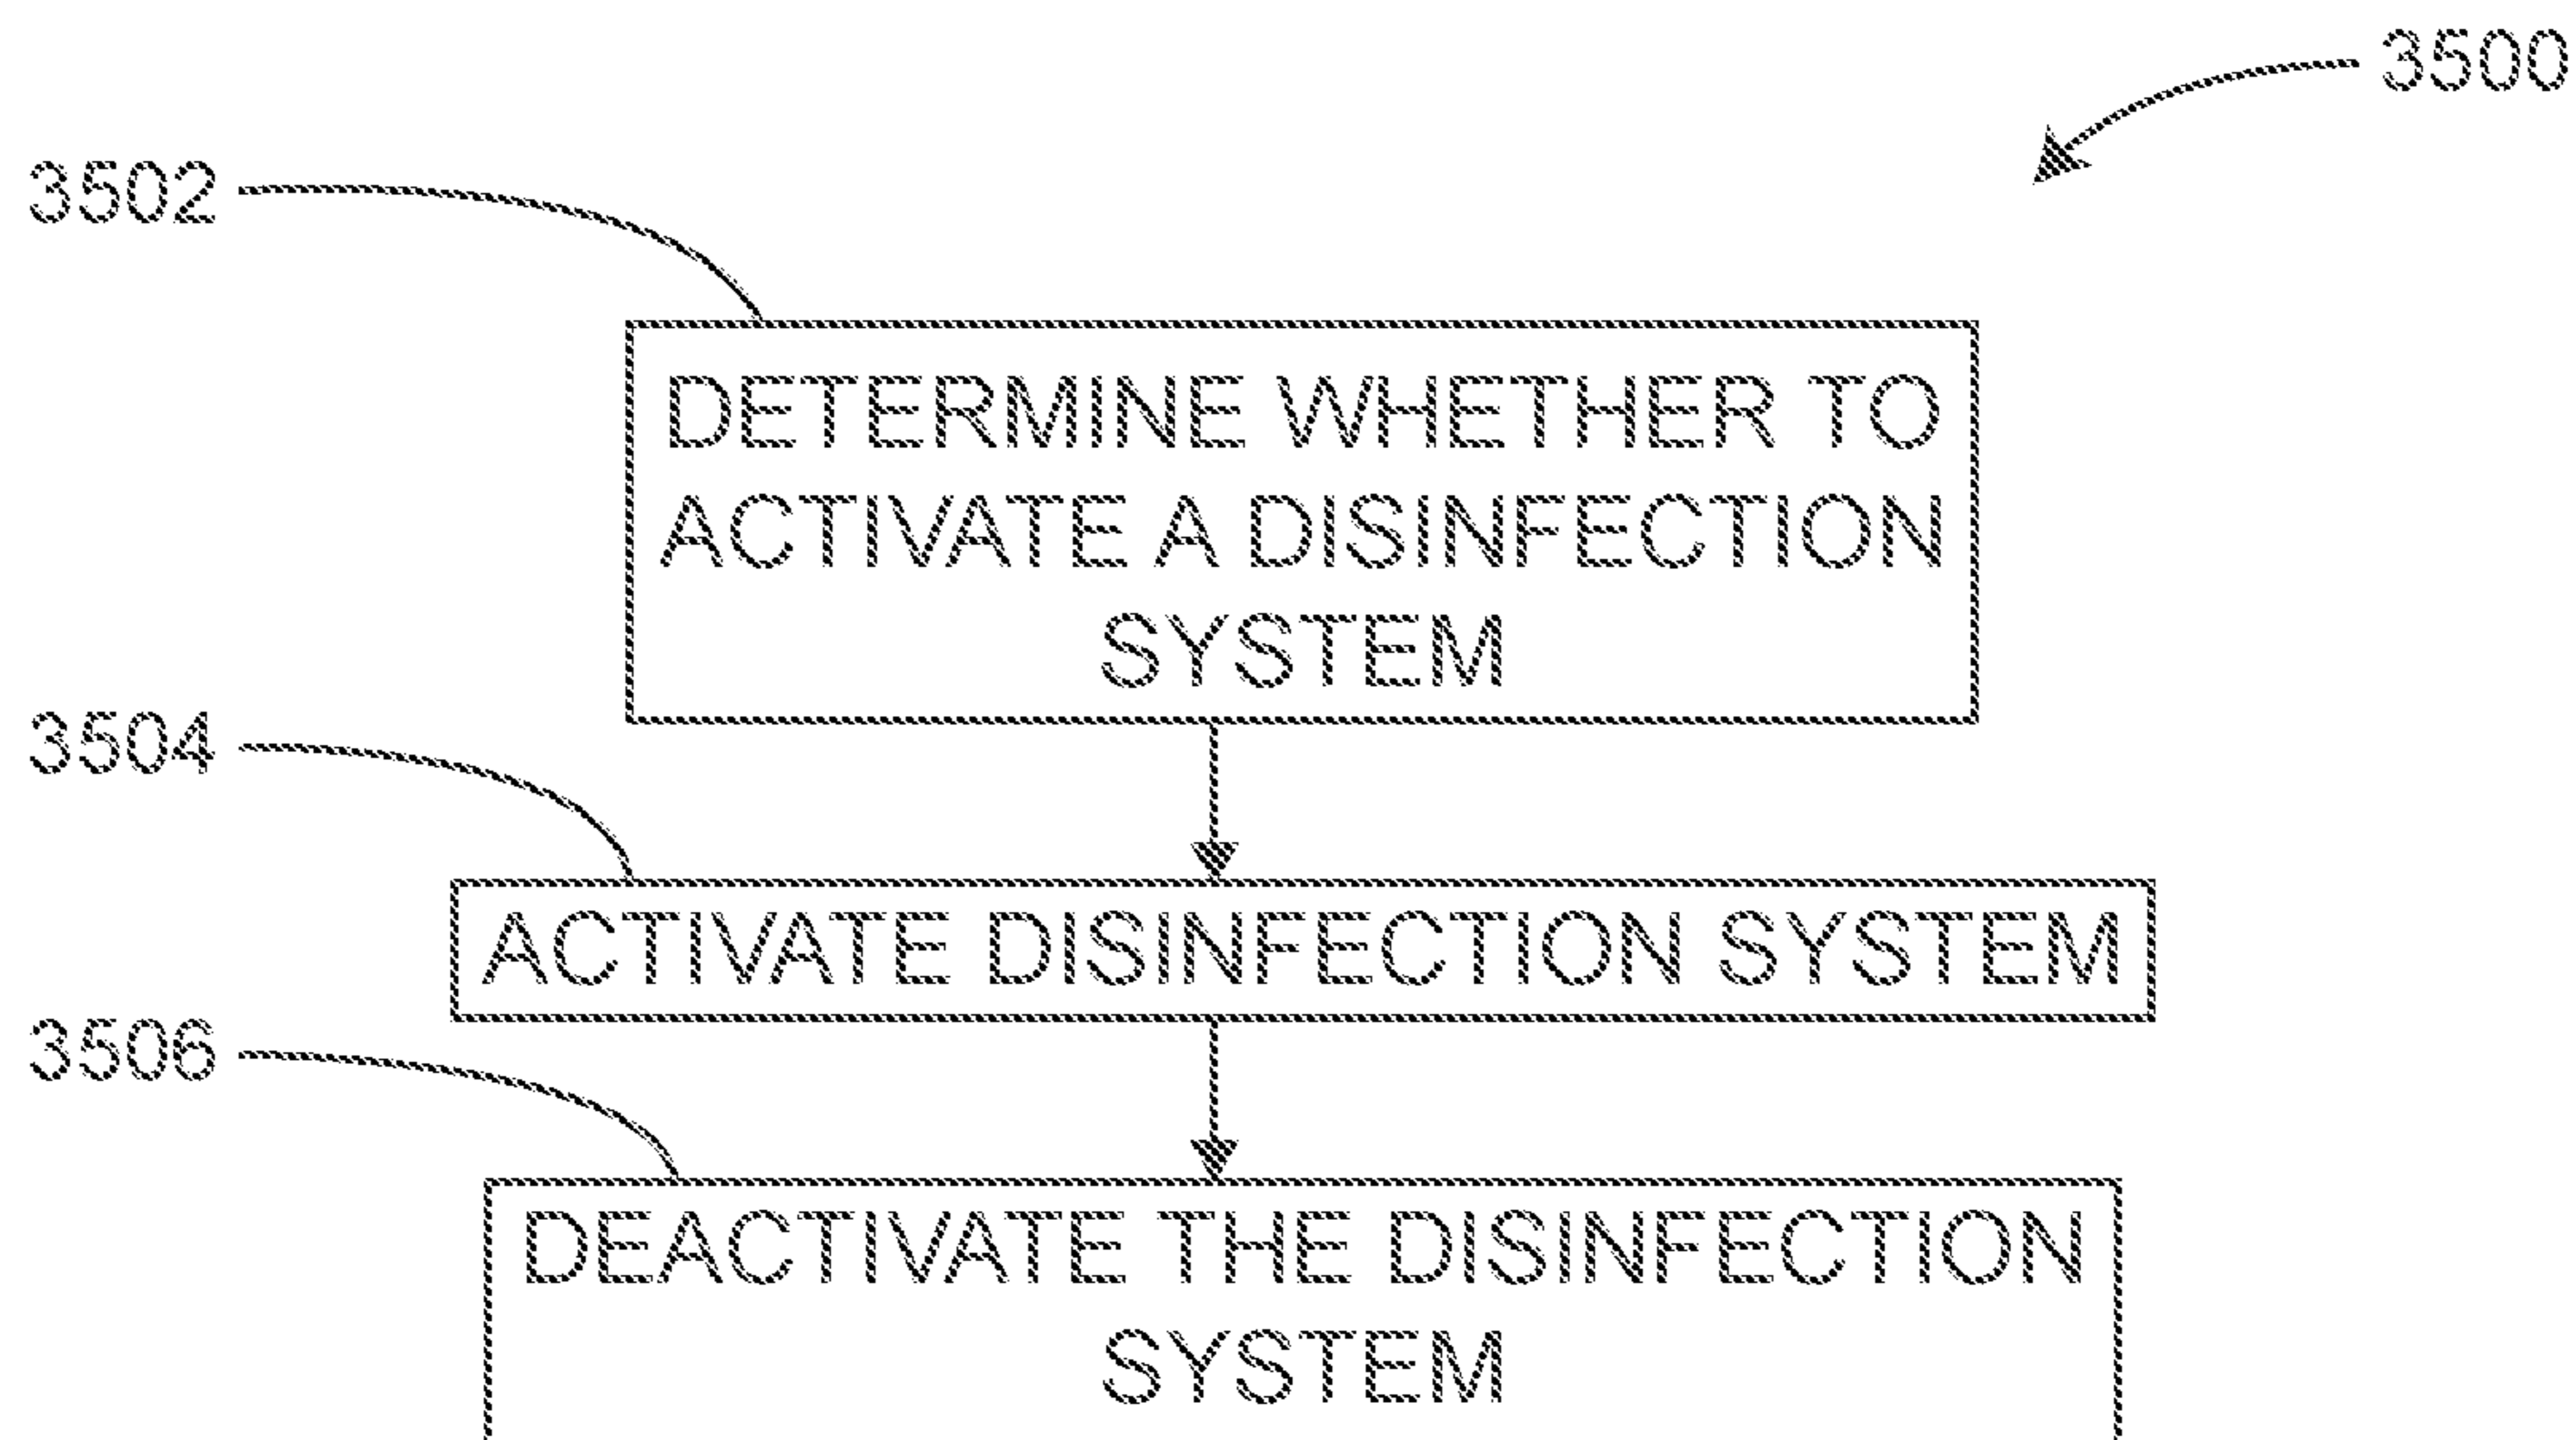 3500
3502
DETERMINE WHETHER TO
ACTIVATE A DISINFECTION
SYSTEM
3504
ACTIVATE DISINFECTION SYSTEM
3506
DEACTIVATE THE DISINFECTION
SYSTEM